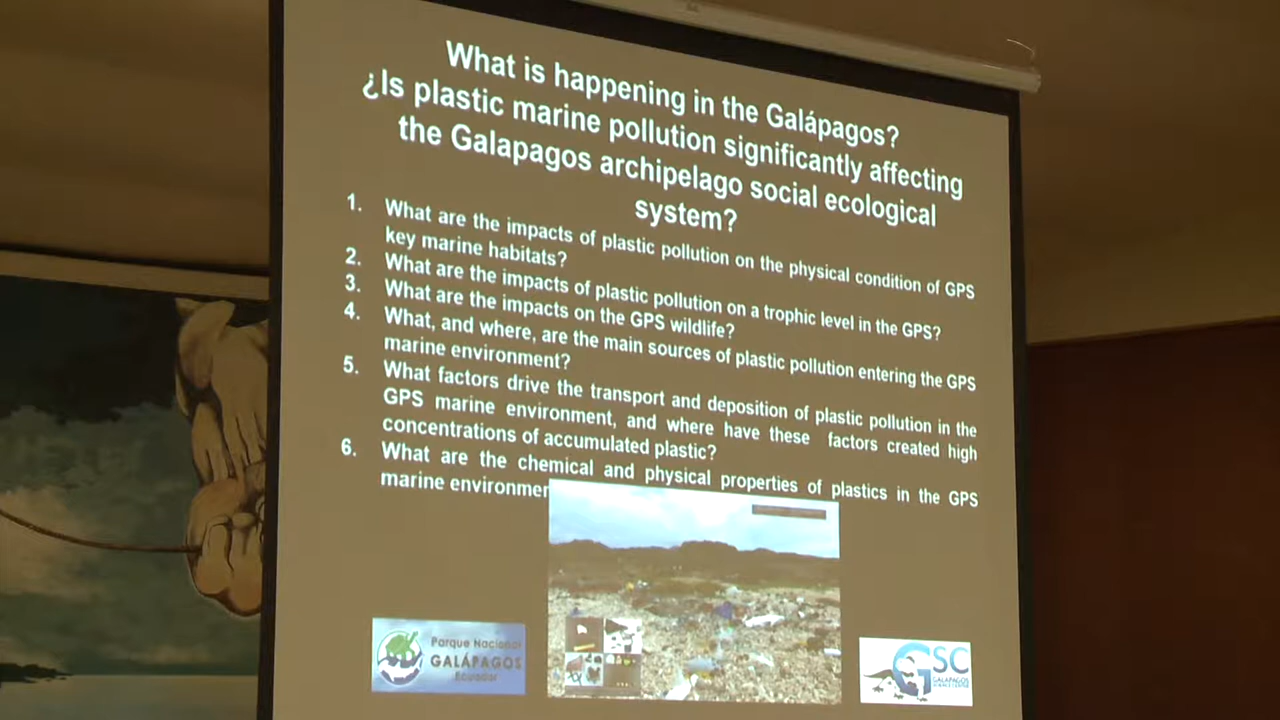 What is happening in the Galápagos?
¿Is plastic marine pollution significantly affecting
the Galapagos archipelago social ecological
system?
1. What are the impacts of plastic pollution on the physical condition of GPS
key marine habitats?
2. What are the impacts of plastic pollution on a trophic level in the GPS?
3. What are the impacts on the GPS wildlife?
4. What, and where, are the main sources of plastic pollution entering the GPS
marine environment?
5. What factors drive the transport and deposition of plastic pollution in the
GPS marine environment, and where have these factors created high
concentrations of accumulated plastic?
6. What are the chemical and physical properties of plastics in the GPS
marine environmen
Parque Nacional
GALÁPAGOS
Ecuador
GSC
GALAPAGOS